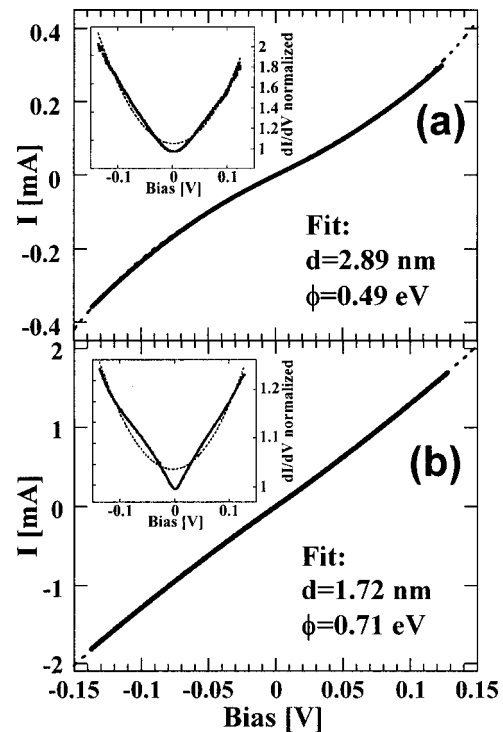 0.4
0.2
0
-0.2
-0.4
I [mA]
2
1.8
1.6
1.4
1.2
1
dI/dV normalized
-0.1
0
0.1
Bias [V]
(a)
Fit:
d=2.89 nm
ϕ=0.49 eV
2
1
0
-1
-2
I [mA]
1.2
1.1
1
dI/dV normalized
-0.1
0
0.1
Bias [V]
(b)
Fit:
d=1.72 nm
ϕ=0.71 eV
-0.15
-0.1
-0.05
0
0.05
0.1
0.15
Bias [V]